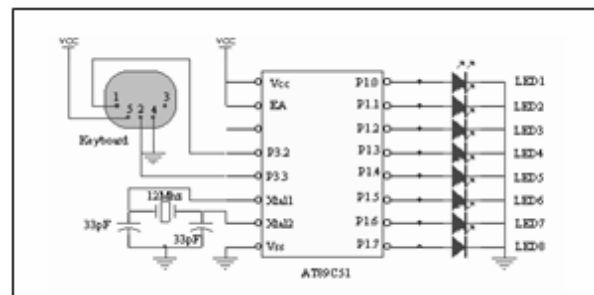 VCC
VCC
1
3
5 2 4
Keyboard
Vcc
EA
P3.2
P3.3
Xtal1
Xtal2
Vss
P1.0
P1.1
P1.2
P1.3
P1.4
P1.5
P1.6
P1.7
LED1
LED2
LED3
LED4
LED5
LED6
LED7
LED8
12Mhz
33pF
33pF
AT89C51